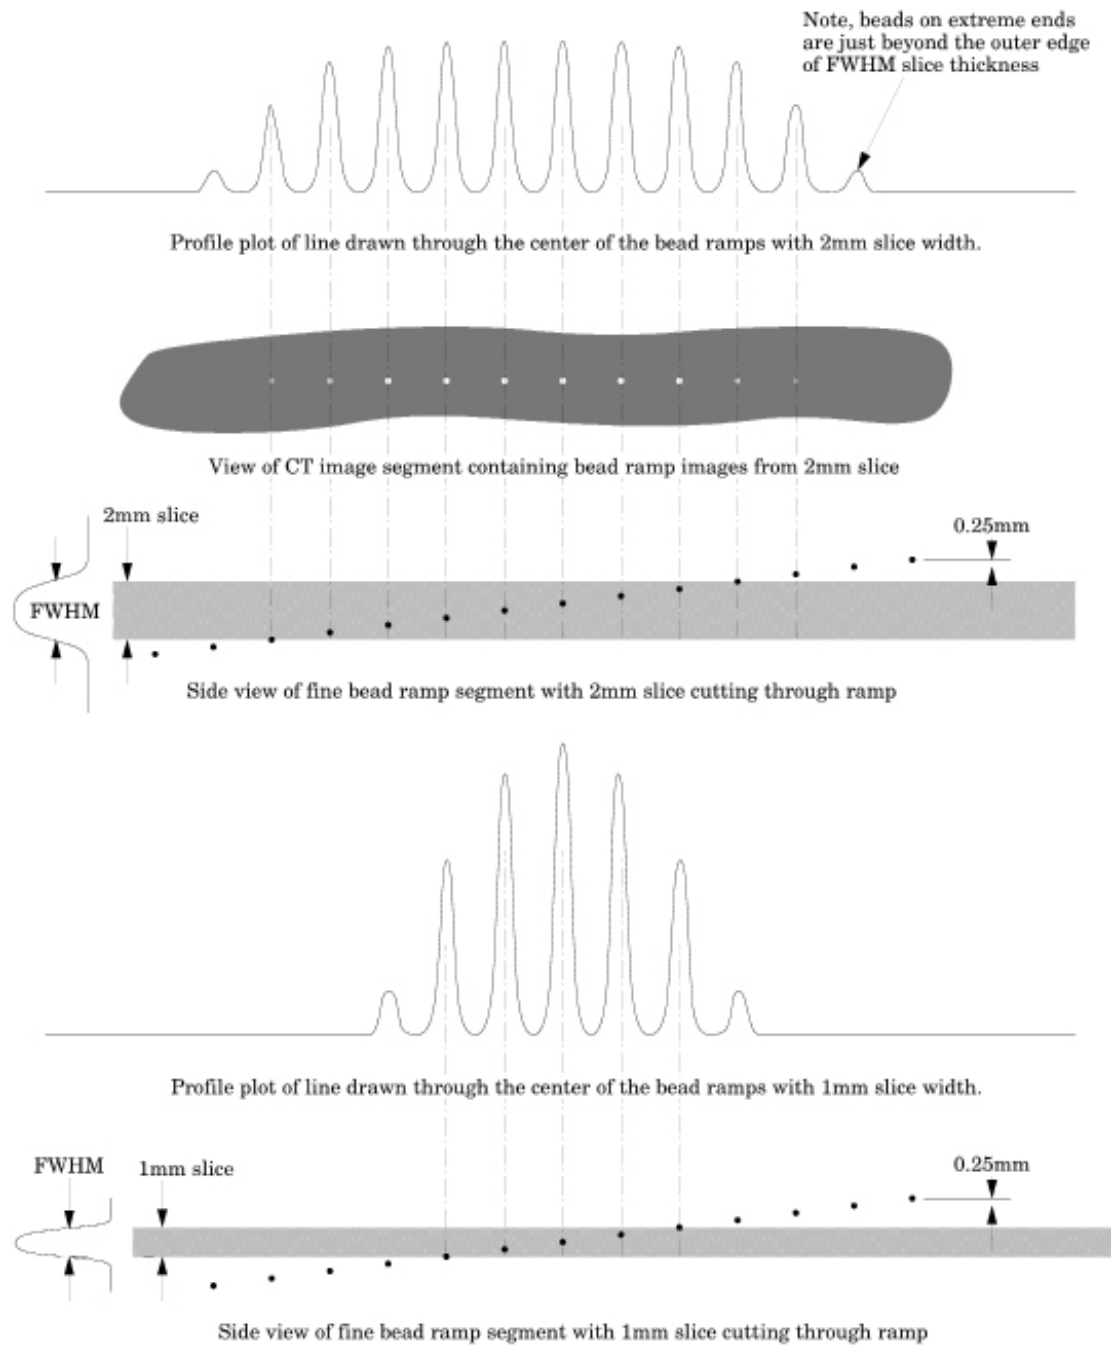 Note, beads on extreme ends
are just beyond the outer edge
of FWHM slice thickness
Profile plot of line drawn through the center of the bead ramps with 2mm slice width.
View of CT image segment containing bead ramp images from 2mm slice
2mm slice
0.25mm
FWHM
Side view of fine bead ramp segment with 2mm slice cutting through ramp
Profile plot of line drawn through the center of the bead ramps with 1mm slice width.
FWHM
1mm slice
0.25mm
Side view of fine bead ramp segment with 1mm slice cutting through ramp